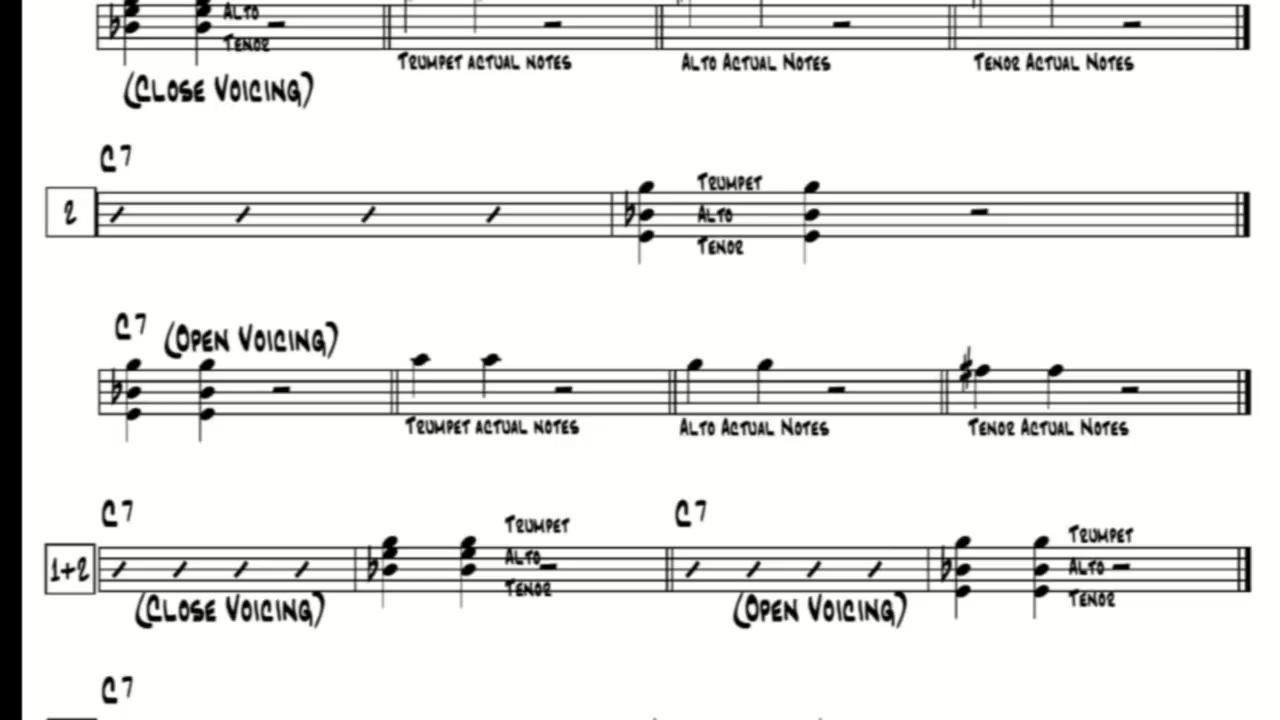 Alto
Tenor
Trumpet actual notes
Alto Actual Notes
Tenor Actual Notes
(Close Voicing)
C7
2
Trumpet
Alto
Tenor
C7 (Open Voicing)
Trumpet actual notes
Alto Actual Notes
Tenor Actual Notes
C7
C7
1+2
Trumpet
Alto
Tenor
Trumpet
Alto
Tenor
(Close Voicing)
(Open Voicing)
C7